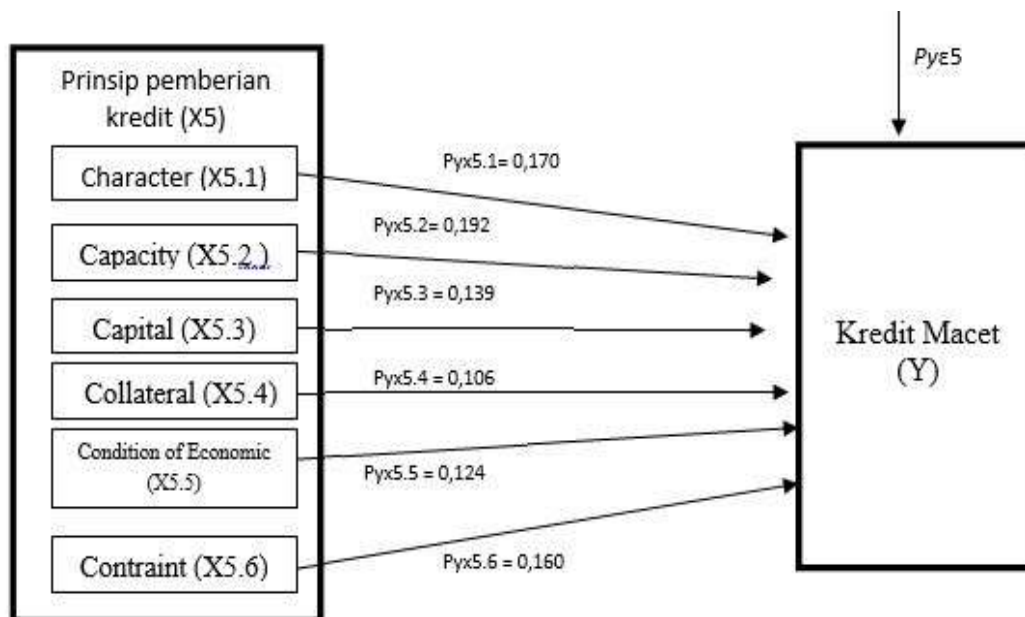 Prinsip pemberian
kredit (X5)
Character (X5.1)
Capacity (X5.2 )
Capital (X5.3)
Collateral (X5.4)
Condition of Economic
(X5.5)
Contraint (X5.6)
Pyx5.1= 0,170
Pyx5.2= 0,192
Pyx5.3 = 0,139
Pyx5.4 = 0,106
Pyx5.5 = 0,124
Pyx5.6 = 0,160
Pyε5
Kredit Macet
(Y)